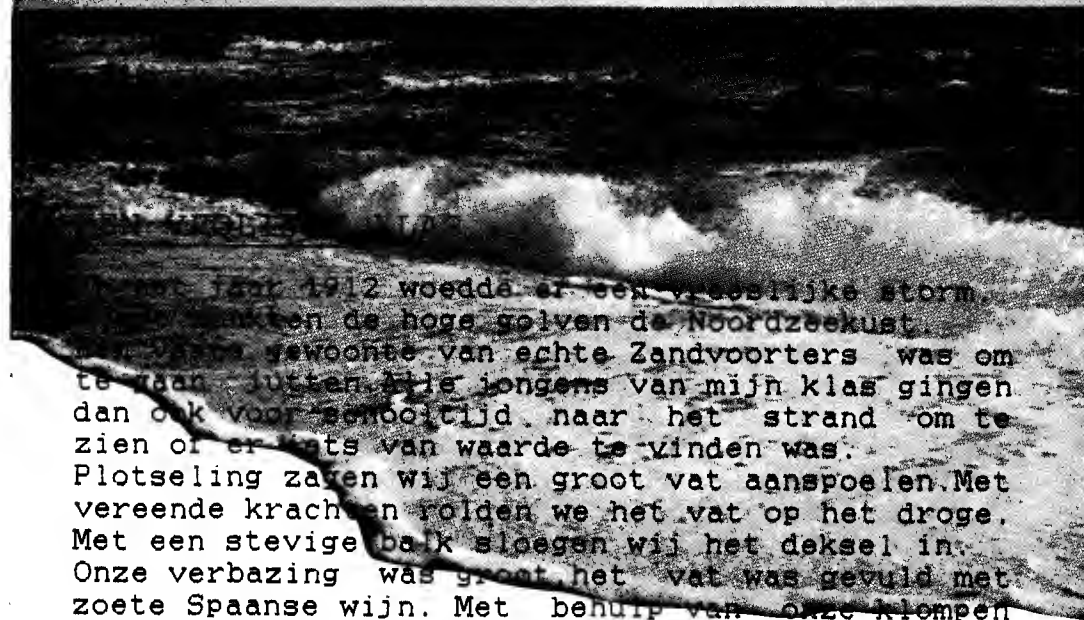 jaar 1912 woedde er een vreeslijke storm.
de hoge golven de Noordzeekust.
vaste gewoonte van echte Zandvoorters was om
te gaan jutten.Alle jongens van mijn klas gingen
dan ook voor schooltijd naar het strand om te
zien of er iets van waarde te vinden was.
Plotseling zagen wij een groot vat aanspoelen.Met
vereende krachten rolden we het vat op het droge.
Met een stevige balk sloegen wij het deksel in.
Onze verbazing was groot,het vat was gevuld met
zoete Spaanse wijn. Met behulp van onze klompen